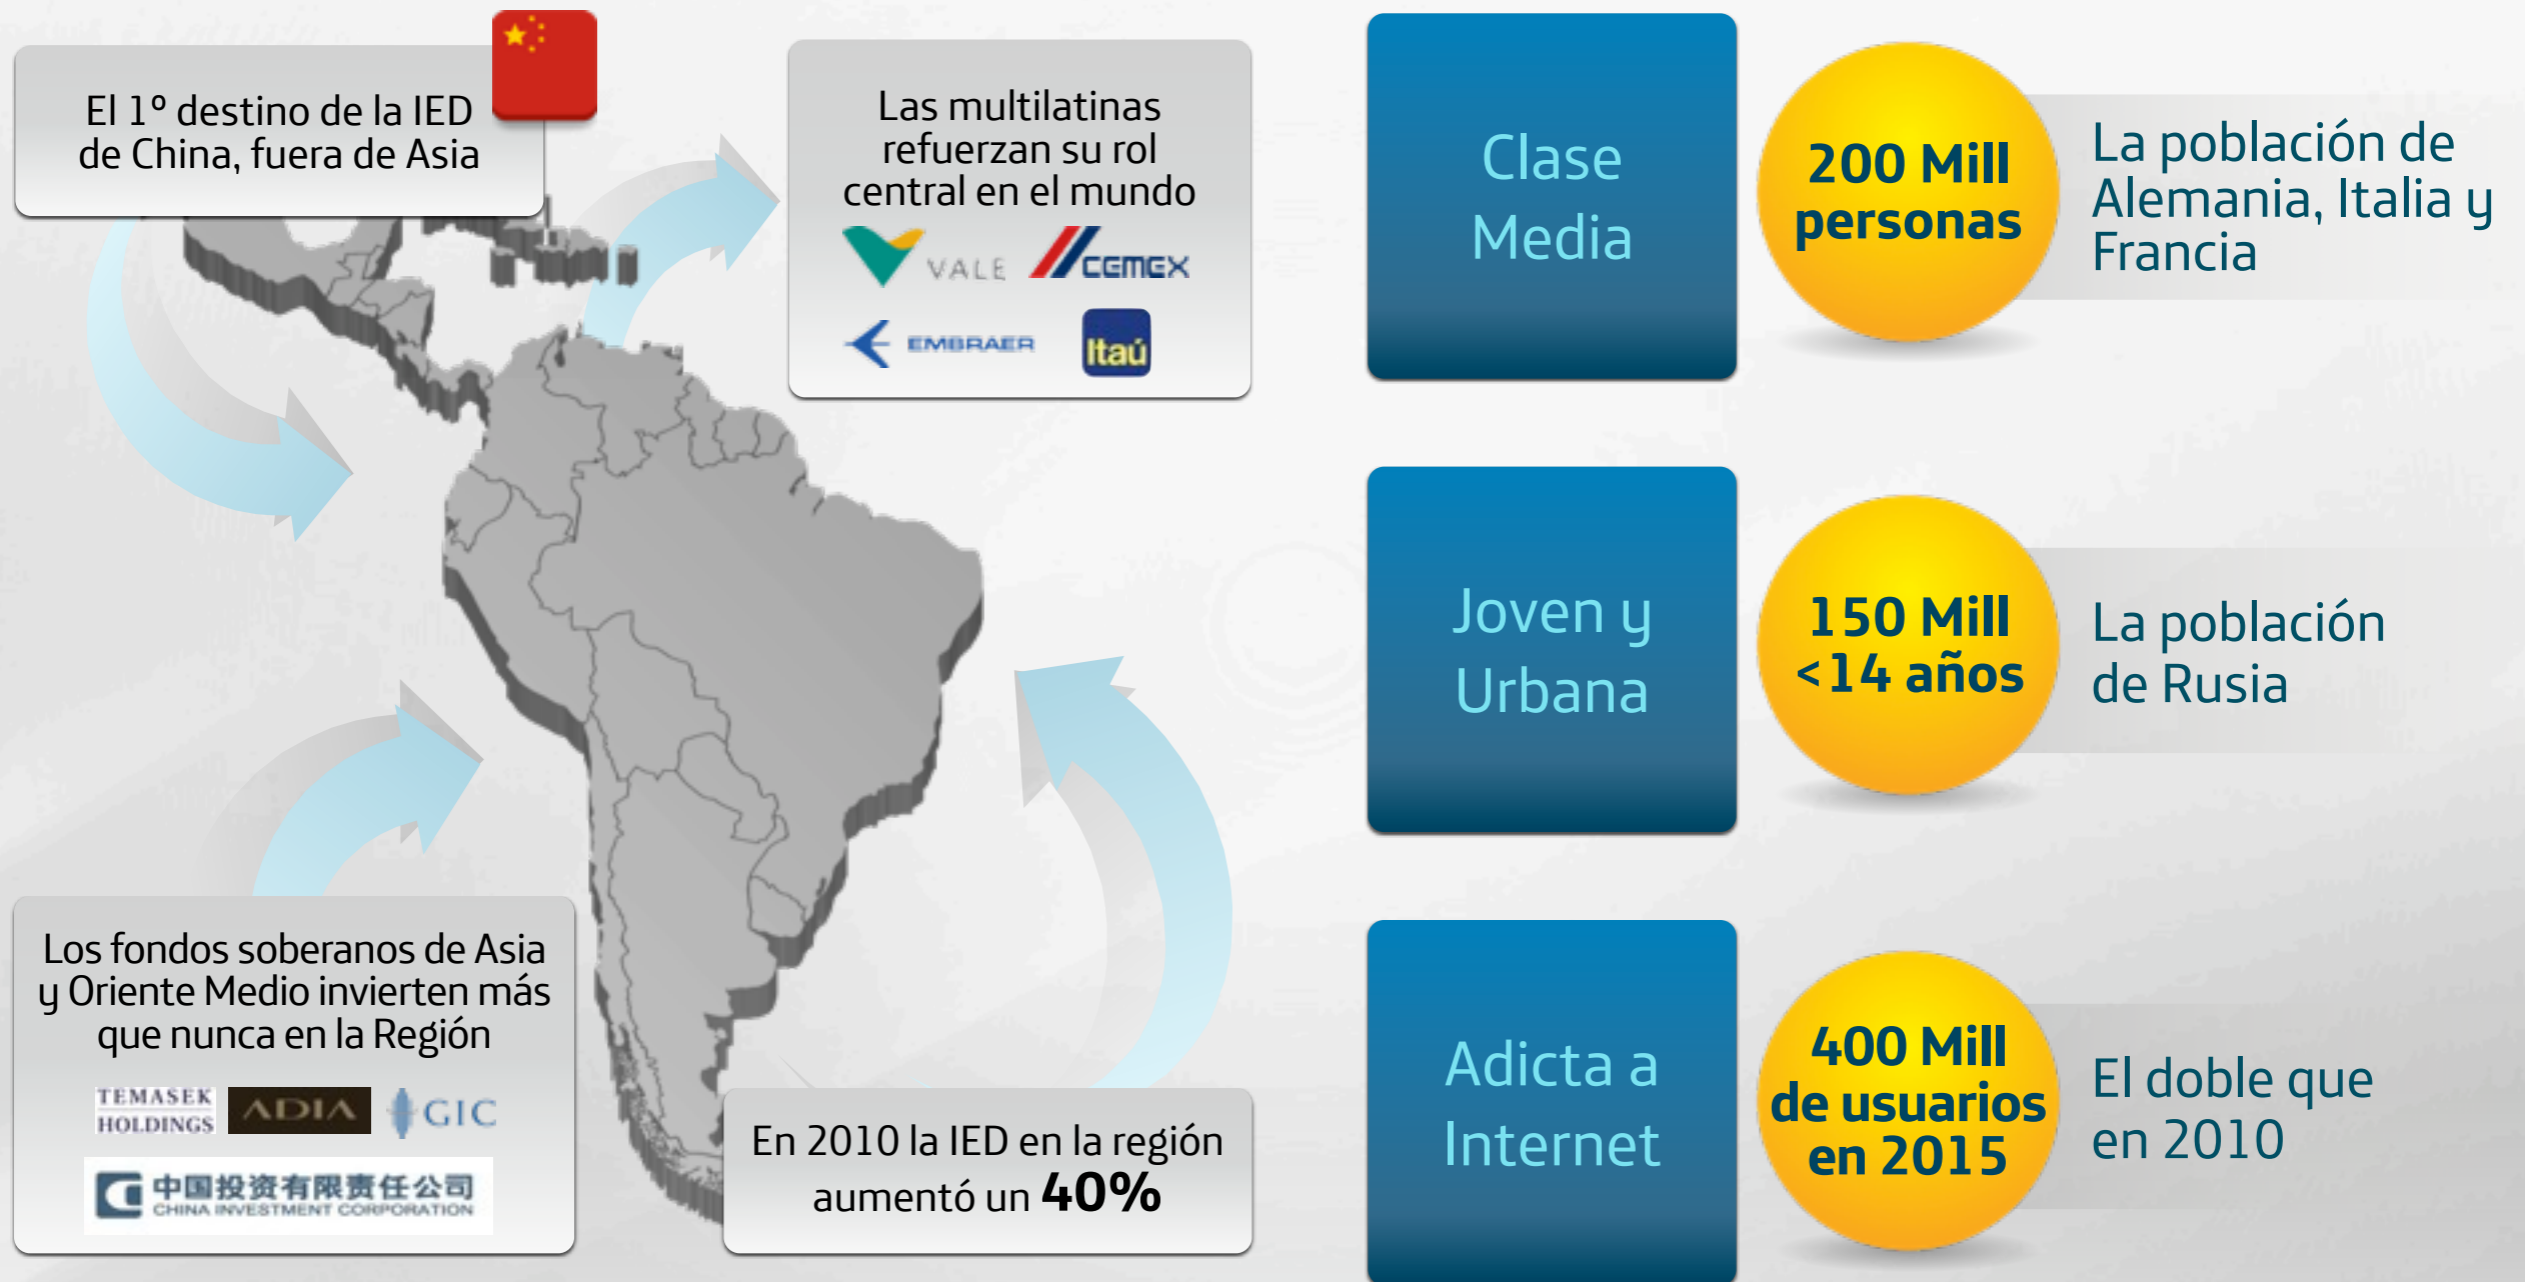 El 1º destino de la IED
de China, fuera de Asia
Las multilatinas
refuerzan su rol
central en el mundo
VALE
CEMEX
EMBRAER
Itaú
Los fondos soberanos de Asia
y Oriente Medio invierten más
que nunca en la Región
TEMASEK
HOLDINGS
ADIA
GIC
中国投资有限责任公司
CHINA INVESTMENT CORPORATION
En 2010 la IED en la región
aumentó un 40%
Clase
Media
200 Mill
personas
La población de
Alemania, Italia y
Francia
Joven y
Urbana
150 Mill
<14 años
La población
de Rusia
Adicta a
Internet
400 Mill
de usuarios
en 2015
El doble que
en 2010